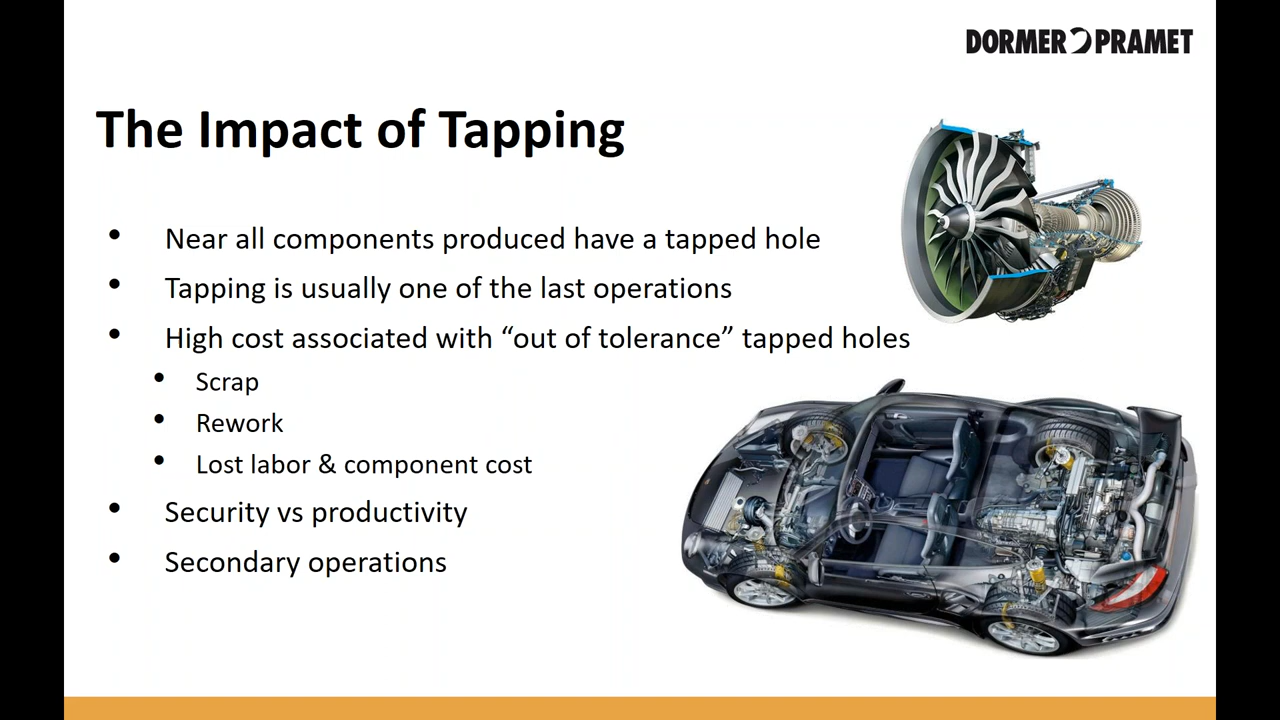 DORMER PRAMET
The Impact of Tapping
• Near all components produced have a tapped hole
• Tapping is usually one of the last operations
• High cost associated with “out of tolerance” tapped holes
• Scrap
• Rework
• Lost labor & component cost
• Security vs productivity
• Secondary operations